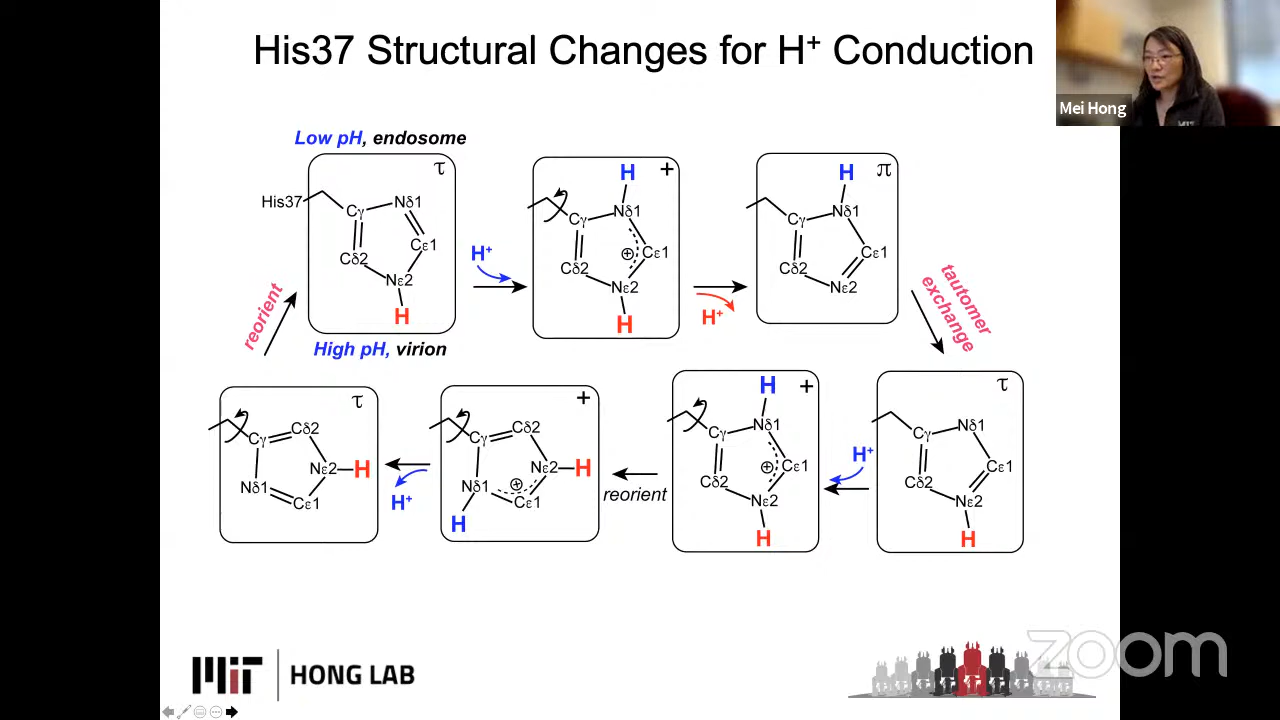 His37 Structural Changes for H⁺ Conduction
Mei Hong
Low pH, endosome
τ
His37
Nδ1
Cγ
Cε1
Cδ2
Nε2
H
High pH, virion
H⁺
H
+
Nδ1
Cγ
⊕
Cε1
Cδ2
Nε2
H
H⁺
H
π
Nδ1
Cγ
Cε1
Cδ2
Nε2
tautomer
exchange
τ
Cγ
Nδ1
Cε1
Cδ2
Nε2
H
H⁺
H
+
Nδ1
Cγ
⊕
Cε1
Cδ2
Nε2
H
reorient
+
Cγ
Cδ2
Nε2
H
Nδ1
⊕
Cε1
H
H⁺
τ
Cγ
Cδ2
Nε2
H
Nδ1
Cε1
reorient
MIT
HONG LAB
zoom